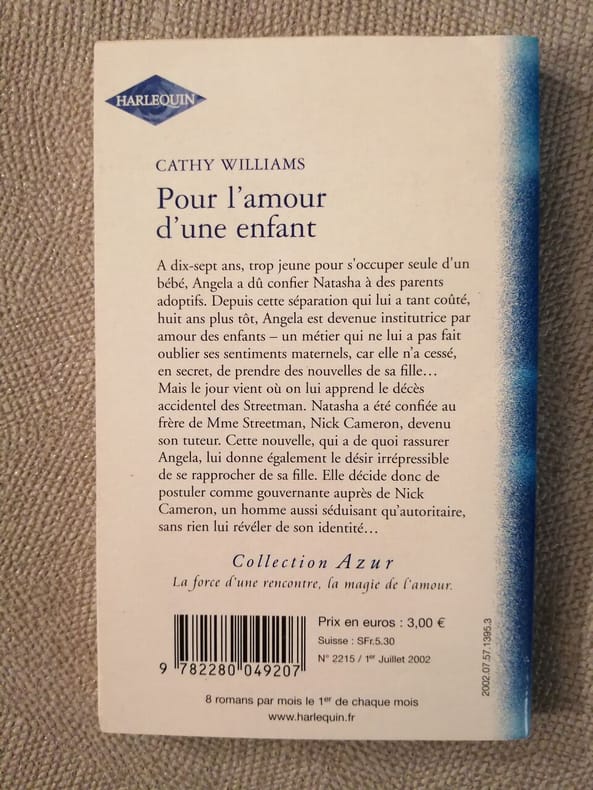 HARLEQUIN
CATHY WILLIAMS
Pour l'amour
d'une enfant
A dix-sept ans, trop jeune pour s'occuper seule d'un
bébé, Angela a dû confier Natasha à des parents
adoptifs. Depuis cette séparation qui lui a tant coûté,
huit ans plus tôt, Angela est devenue institutrice par
amour des enfants – un métier qui ne lui a pas fait
oublier ses sentiments maternels, car elle n'a cessé,
en secret, de prendre des nouvelles de sa fille…
Mais le jour vient où on lui apprend le décès
accidentel des Streetman. Natasha a été confiée au
frère de Mme Streetman, Nick Cameron, devenu
son tuteur. Cette nouvelle, qui a de quoi rassurer
Angela, lui donne également le désir irrépressible
de se rapprocher de sa fille. Elle décide donc de
postuler comme gouvernante auprès de Nick
Cameron, un homme aussi séduisant qu'autoritaire,
sans rien lui révéler de son identité…
Collection Azur
La force d'une rencontre, la magie de l'amour.
Prix en euros : 3,00 €
Suisse : SFr.5.30
N° 2215 / 1er Juillet 2002
9 782280 049207
2002.07.57.1395.3
8 romans par mois le 1er de chaque mois
www.harlequin.fr